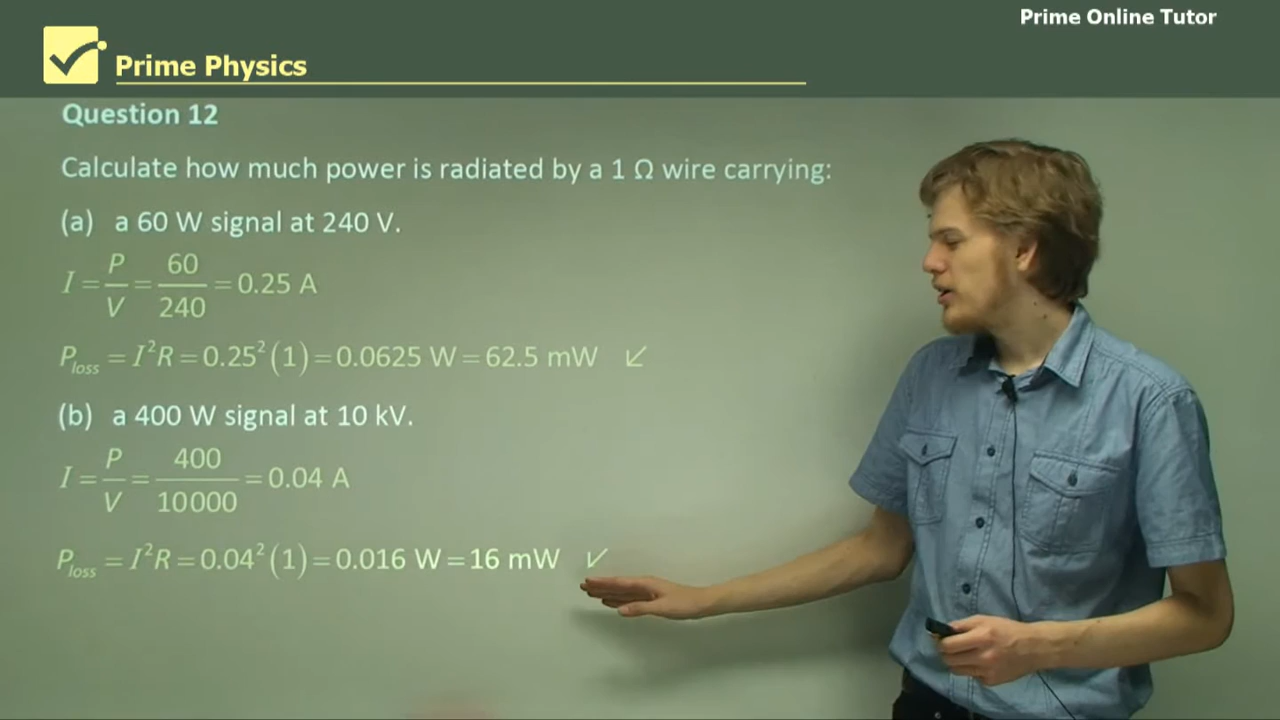 Prime Online Tutor
Prime Physics
Question 12
Calculate how much power is radiated by a 1 Ω wire carrying:
(a) a 60 W signal at 240 V.
I = P/V = 60/240 = 0.25 A
P_loss = I²R = 0.25² (1) = 0.0625 W = 62.5 mW ✓
(b) a 400 W signal at 10 kV.
I = P/V = 400/10000 = 0.04 A
P_loss = I²R = 0.04² (1) = 0.016 W = 16 mW ✓